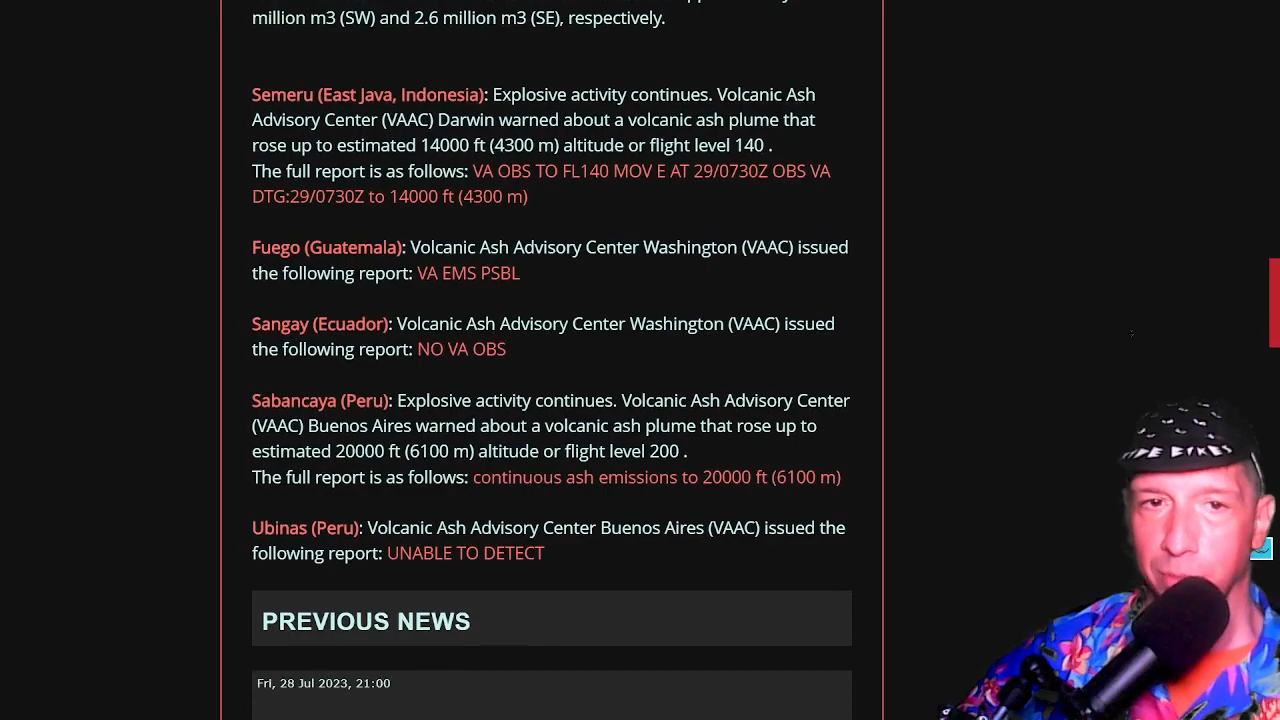 million m3 (SW) and 2.6 million m3 (SE), respectively.
Semeru (East Java, Indonesia): Explosive activity continues. Volcanic Ash
Advisory Center (VAAC) Darwin warned about a volcanic ash plume that
rose up to estimated 14000 ft (4300 m) altitude or flight level 140 .
The full report is as follows: VA OBS TO FL140 MOV E AT 29/0730Z OBS VA
DTG:29/0730Z to 14000 ft (4300 m)
Fuego (Guatemala): Volcanic Ash Advisory Center Washington (VAAC) issued
the following report: VA EMS PSBL
Sangay (Ecuador): Volcanic Ash Advisory Center Washington (VAAC) issued
the following report: NO VA OBS
Sabancaya (Peru): Explosive activity continues. Volcanic Ash Advisory Center
(VAAC) Buenos Aires warned about a volcanic ash plume that rose up to
estimated 20000 ft (6100 m) altitude or flight level 200 .
The full report is as follows: continuous ash emissions to 20000 ft (6100 m)
Ubinas (Peru): Volcanic Ash Advisory Center Buenos Aires (VAAC) issued the
following report: UNABLE TO DETECT
PREVIOUS NEWS
Fri, 28 Jul 2023, 21:00